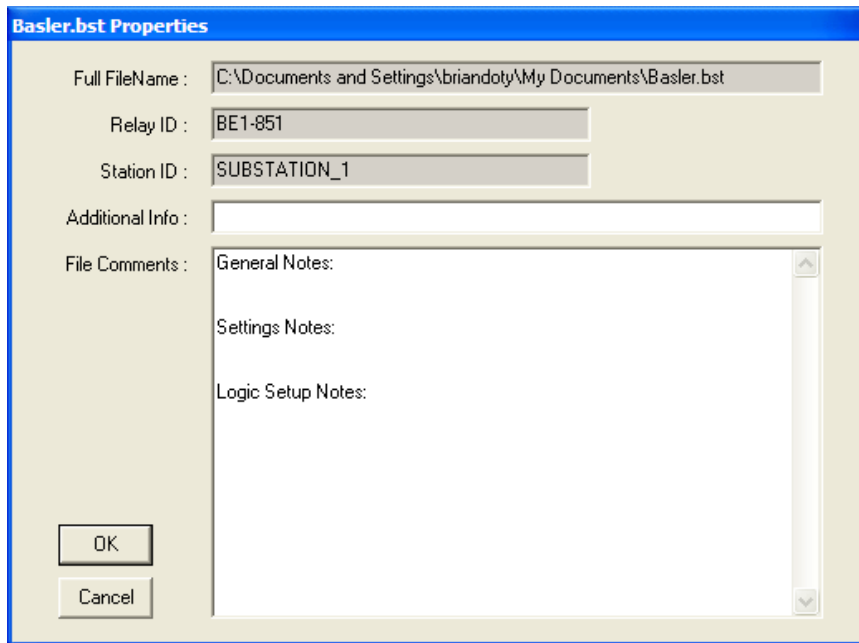 Basler.bst Properties
Full FileName : C:\Documents and Settings\briandoty\My Documents\Basler.bst
Relay ID : BE1-851
Station ID : SUBSTATION_1
Additional Info :
File Comments : General Notes:
Settings Notes:
Logic Setup Notes:
OK
Cancel